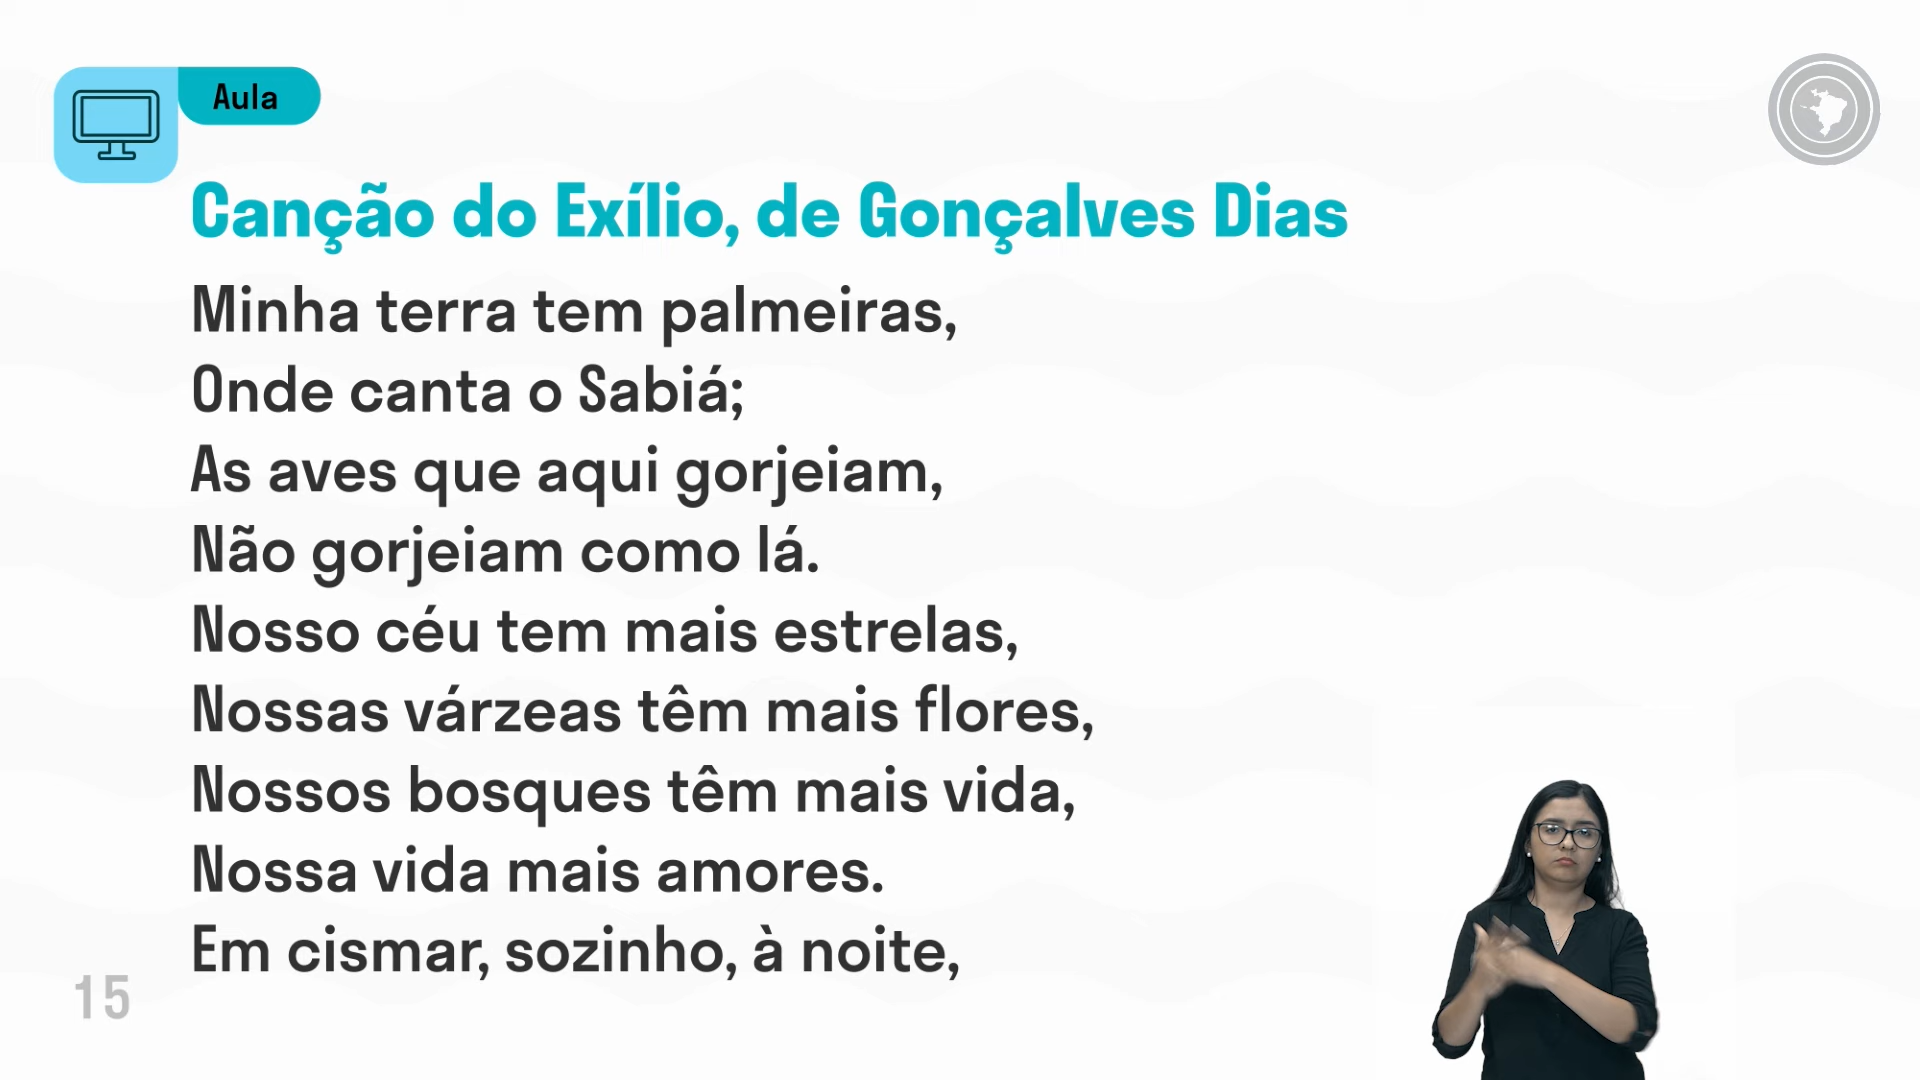 Aula
Canção do Exílio, de Gonçalves Dias
Minha terra tem palmeiras,
Onde canta o Sabiá;
As aves que aqui gorjeiam,
Não gorjeiam como lá.
Nosso céu tem mais estrelas,
Nossas várzeas têm mais flores,
Nossos bosques têm mais vida,
Nossa vida mais amores.
Em cismar, sozinho, à noite,
15